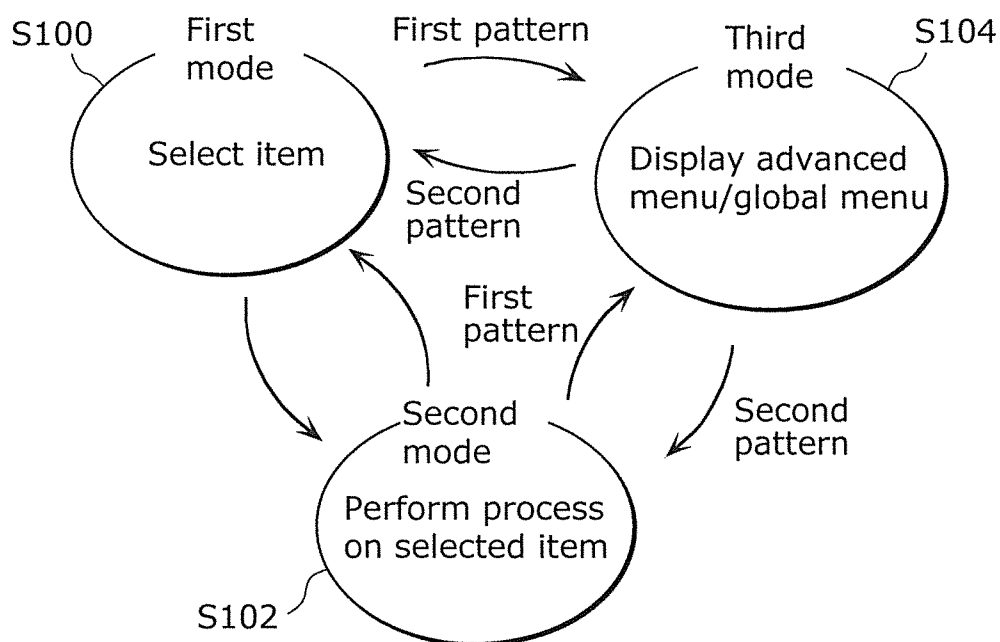 S100
First
mode
Select item
First pattern
Third
mode
S104
Display advanced
menu/global menu
Second
pattern
First
pattern
Second
pattern
Second
mode
Perform process
on selected item
S102